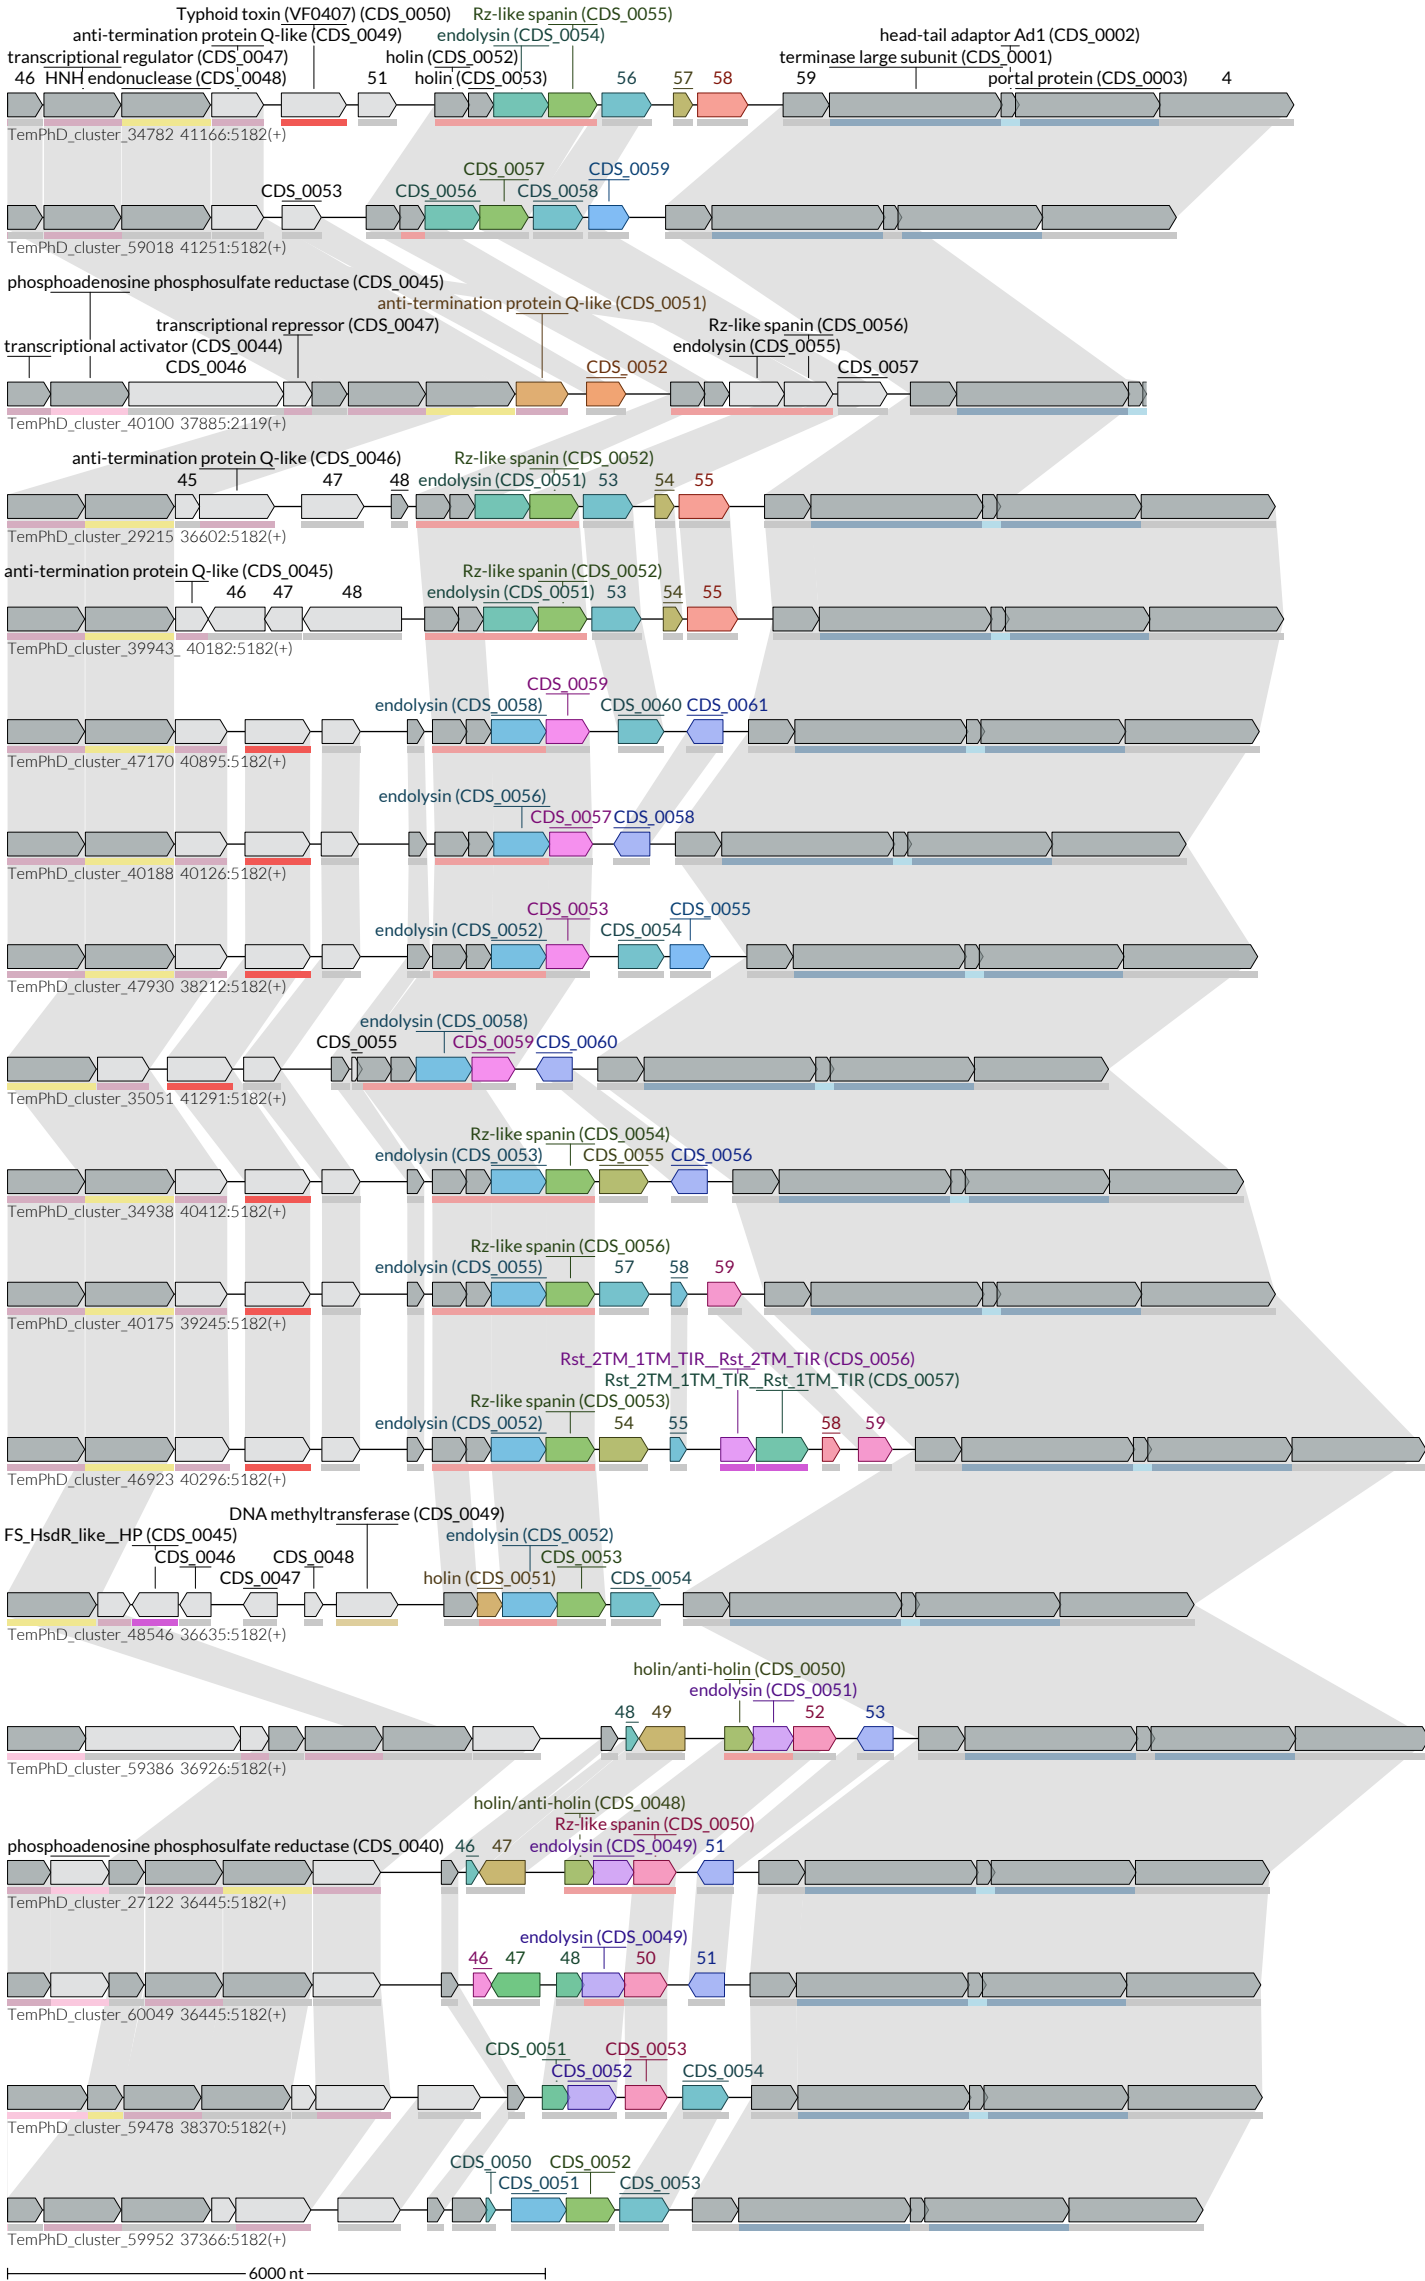 Typhoid toxin (VF0407) (CDS_0050) Rz-like spanin (CDS_0055)
anti-termination protein Q-like (CDS_0049) endolysin (CDS_0054) head-tail adaptor Ad1 (CDS_0002)
transcriptional regulator (CDS_0047) holin (CDS_0052) terminase large subunit (CDS_0001)
46 HNH endonuclease (CDS_0048) 51 holin (CDS_0053) 56 57 58 59 portal protein (CDS_0003) 4
TemPhD_cluster_34782 41166:5182(+)
CDS_0057 CDS_0059
CDS_0053 CDS_0056 CDS_0058
TemPhD_cluster_59018 41251:5182(+)
phosphoadenosine phosphosulfate reductase (CDS_0045)
anti-termination protein Q-like (CDS_0051)
transcriptional repressor (CDS_0047) Rz-like spanin (CDS_0056)
transcriptional activator (CDS_0044) endolysin (CDS_0055)
CDS_0046 CDS_0052 CDS_0057
TemPhD_cluster_40100 37885:2119(+)
anti-termination protein Q-like (CDS_0046) Rz-like spanin (CDS_0052)
45 47 48 endolysin (CDS_0051) 53 54 55
TemPhD_cluster_29215 36602:5182(+)
anti-termination protein Q-like (CDS_0045) Rz-like spanin (CDS_0052)
46 47 48 endolysin (CDS_0051) 53 54 55
TemPhD_cluster_39943_ 40182:5182(+)
CDS_0059
endolysin (CDS_0058) CDS_0060 CDS_0061
TemPhD_cluster_47170 40895:5182(+)
endolysin (CDS_0056)
CDS_0057 CDS_0058
TemPhD_cluster_40188 40126:5182(+)
CDS_0053 CDS_0055
endolysin (CDS_0052) CDS_0054
TemPhD_cluster_47930 38212:5182(+)
endolysin (CDS_0058)
CDS_0055 CDS_0059 CDS_0060
TemPhD_cluster_35051 41291:5182(+)
Rz-like spanin (CDS_0054)
endolysin (CDS_0053) CDS_0055 CDS_0056
TemPhD_cluster_34938 40412:5182(+)
Rz-like spanin (CDS_0056)
endolysin (CDS_0055) 57 58 59
TemPhD_cluster_40175 39245:5182(+)
Rst_2TM_1TM_TIR__Rst_2TM_TIR (CDS_0056)
Rst_2TM_1TM_TIR__Rst_1TM_TIR (CDS_0057)
Rz-like spanin (CDS_0053)
endolysin (CDS_0052) 54 55 58 59
TemPhD_cluster_46923 40296:5182(+)
DNA methyltransferase (CDS_0049)
FS_HsdR_like__HP (CDS_0045) endolysin (CDS_0052)
CDS_0046 CDS_0048 CDS_0053
CDS_0047 holin (CDS_0051) CDS_0054
TemPhD_cluster_48546 36635:5182(+)
holin/anti-holin (CDS_0050)
endolysin (CDS_0051)
48 49 52 53
TemPhD_cluster_59386 36926:5182(+)
holin/anti-holin (CDS_0048)
Rz-like spanin (CDS_0050)
phosphoadenosine phosphosulfate reductase (CDS_0040) 46 47 endolysin (CDS_0049) 51
TemPhD_cluster_27122 36445:5182(+)
endolysin (CDS_0049)
46 47 48 50 51
TemPhD_cluster_60049 36445:5182(+)
CDS_0051 CDS_0053
CDS_0052 CDS_0054
TemPhD_cluster_59478 38370:5182(+)
CDS_0050 CDS_0052
CDS_0051 CDS_0053
TemPhD_cluster_59952 37366:5182(+)
6000 nt